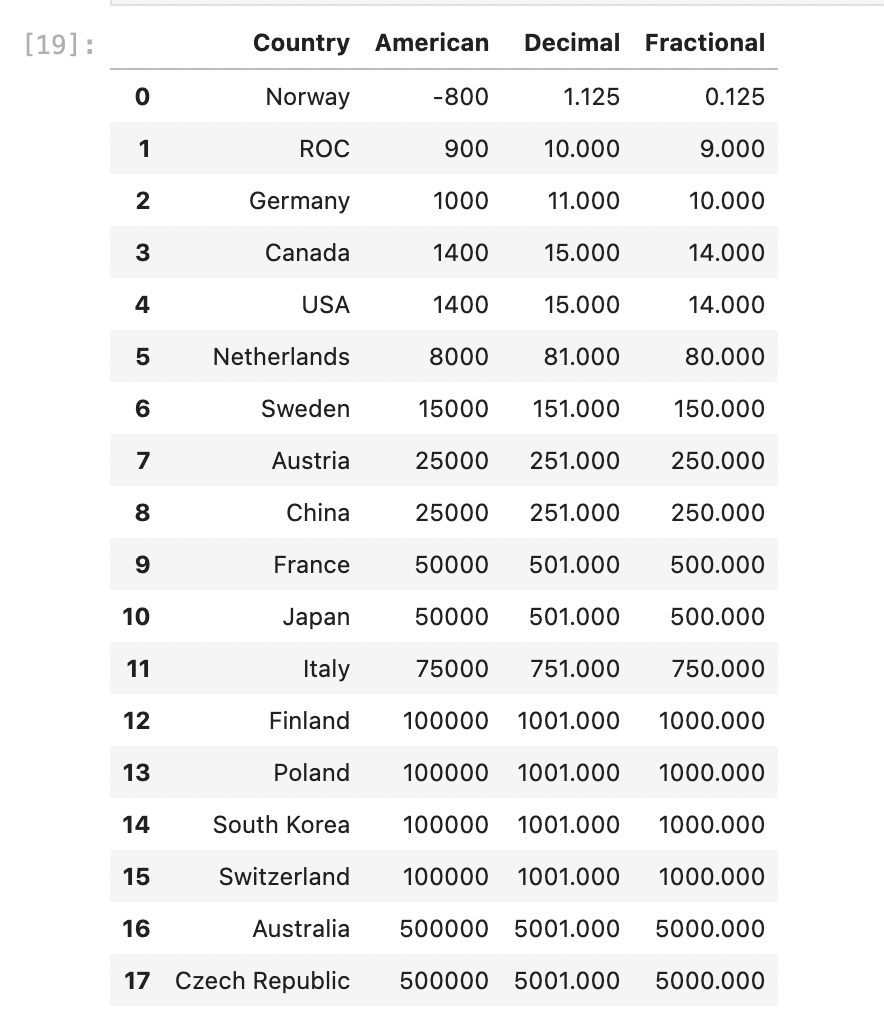 [19]: Country American Decimal Fractional
0 Norway -800 1.125 0.125
1 ROC 900 10.000 9.000
2 Germany 1000 11.000 10.000
3 Canada 1400 15.000 14.000
4 USA 1400 15.000 14.000
5 Netherlands 8000 81.000 80.000
6 Sweden 15000 151.000 150.000
7 Austria 25000 251.000 250.000
8 China 25000 251.000 250.000
9 France 50000 501.000 500.000
10 Japan 50000 501.000 500.000
11 Italy 75000 751.000 750.000
12 Finland 100000 1001.000 1000.000
13 Poland 100000 1001.000 1000.000
14 South Korea 100000 1001.000 1000.000
15 Switzerland 100000 1001.000 1000.000
16 Australia 500000 5001.000 5000.000
17 Czech Republic 500000 5001.000 5000.000